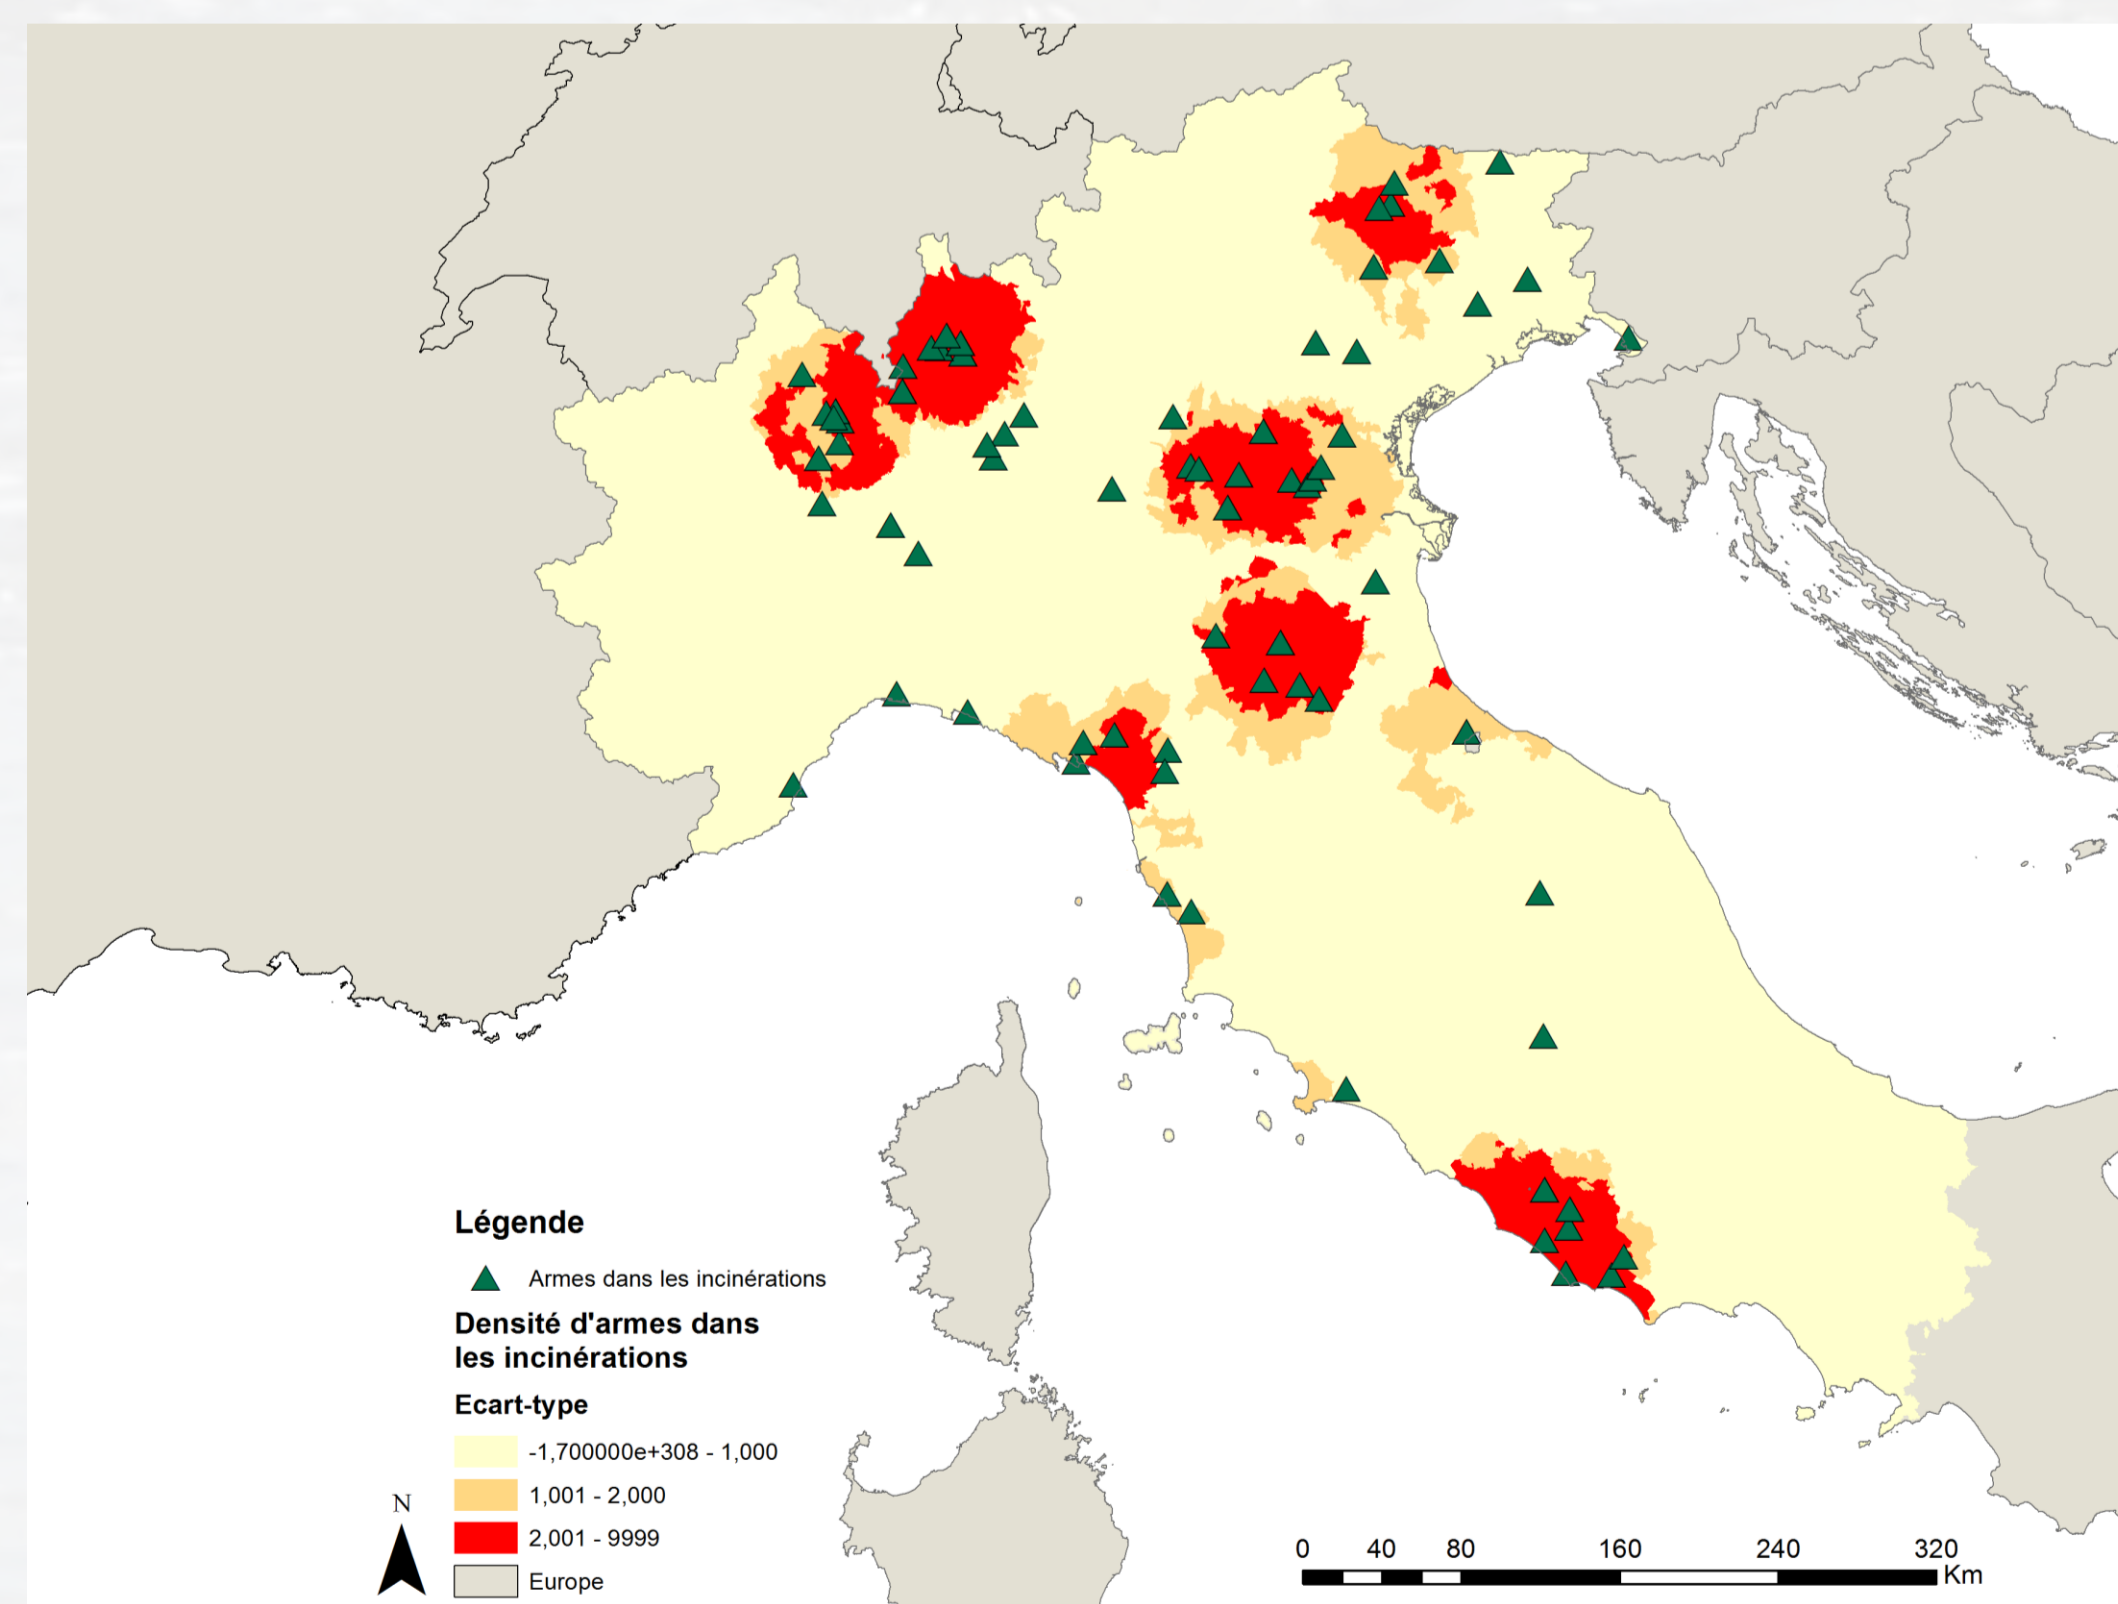 Légende
Armes dans les incinérations
Densité d'armes dans
les incinérations
Ecart-type
-1,700000e+308 - 1,000
1,001 - 2,000
2,001 - 9999
Europe
N
0 40 80 160 240 320
Km